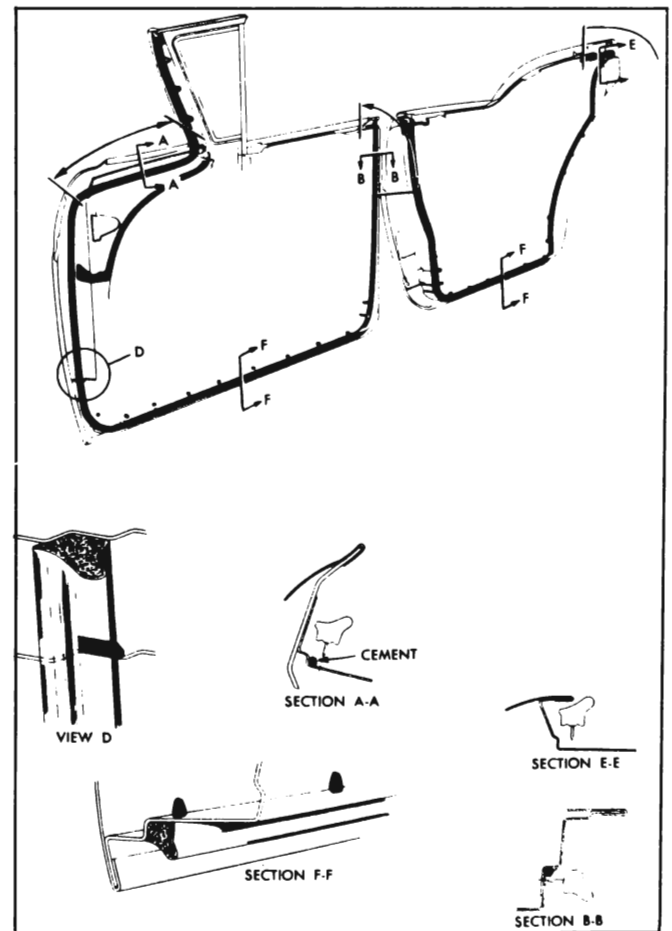 E
A
A
B B
F
F
D
F
F
VIEW D
CEMENT
SECTION A-A
SECTION E-E
SECTION F-F
SECTION B-B